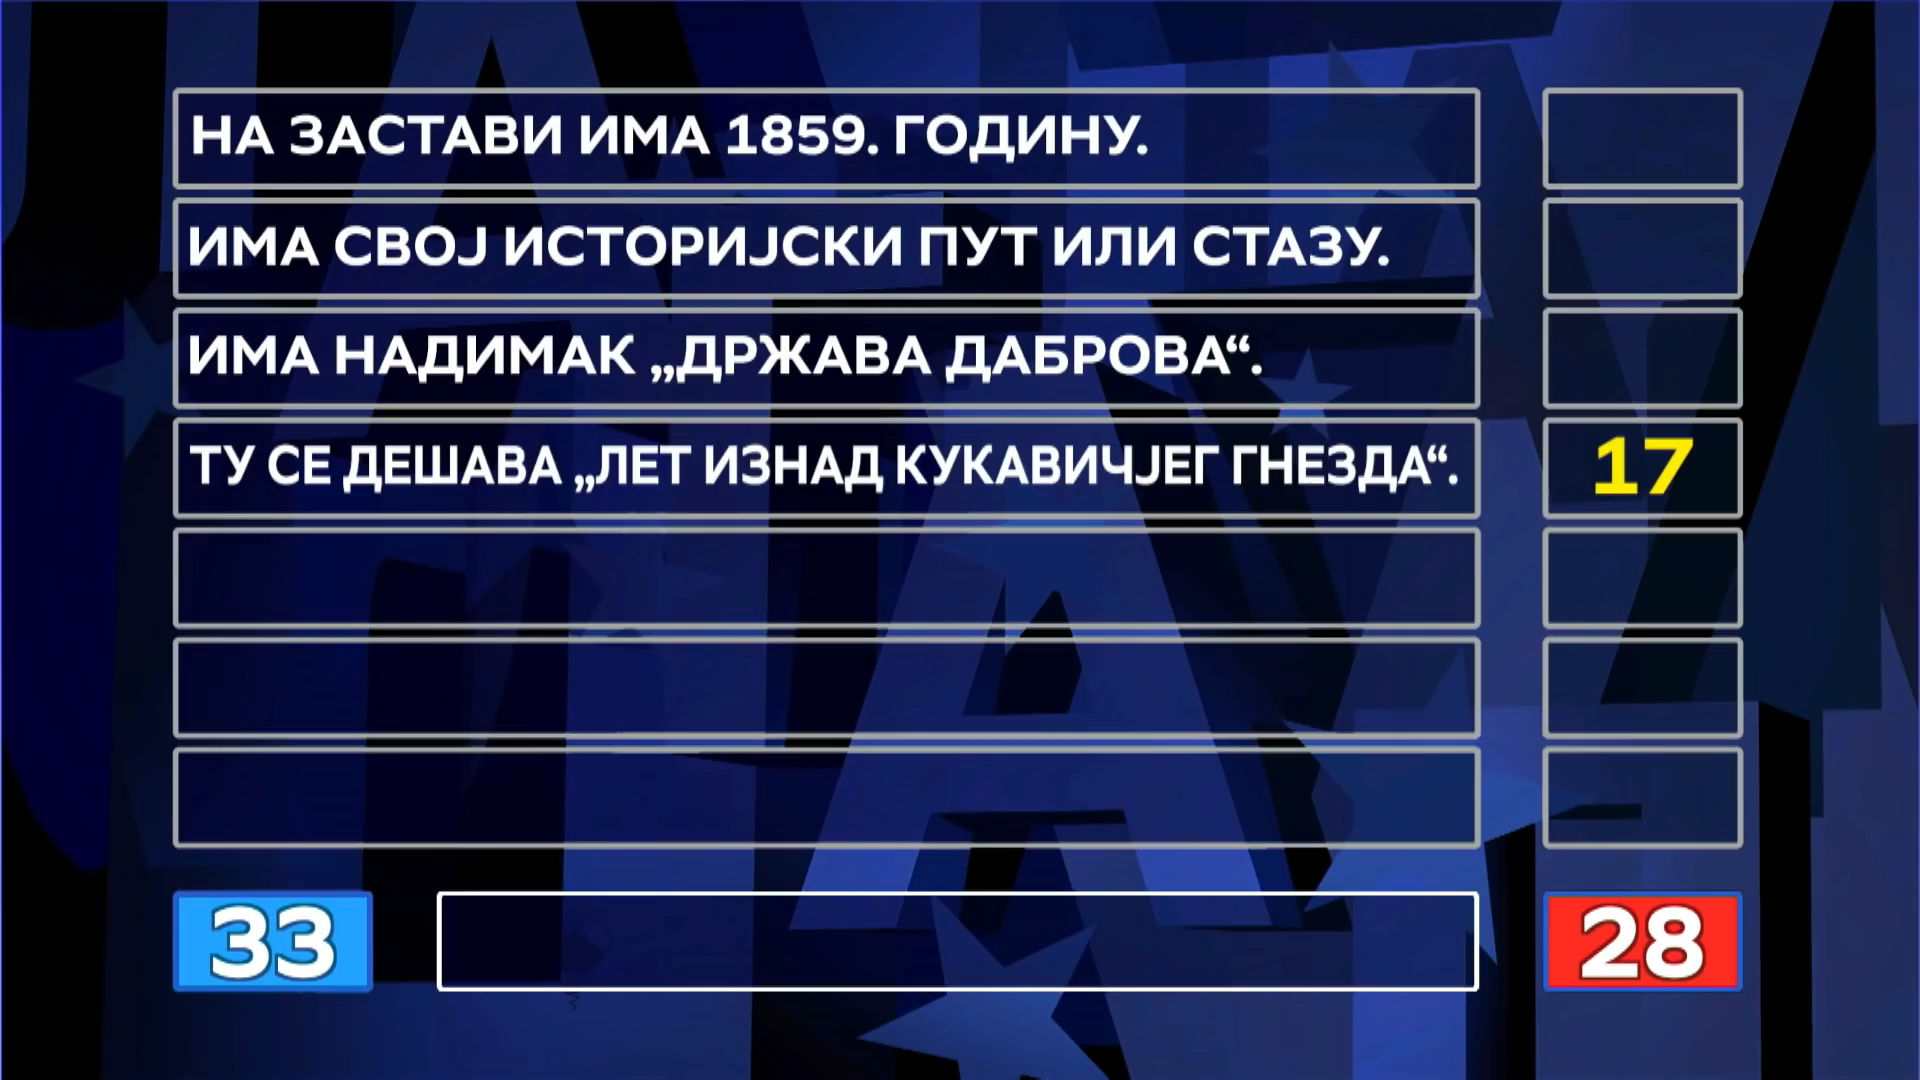 НА ЗАСТАВИ ИМА 1859. ГОДИНУ.
ИМА СВОЈ ИСТОРИЈСКИ ПУТ ИЛИ СТАЗУ.
ИМА НАДИМАК „ДРЖАВА ДАБРОВА“.
ТУ СЕ ДЕШАВА „ЛЕТ ИЗНАД КУКАВИЧЈЕГ ГНЕЗДА“. 17
33 28